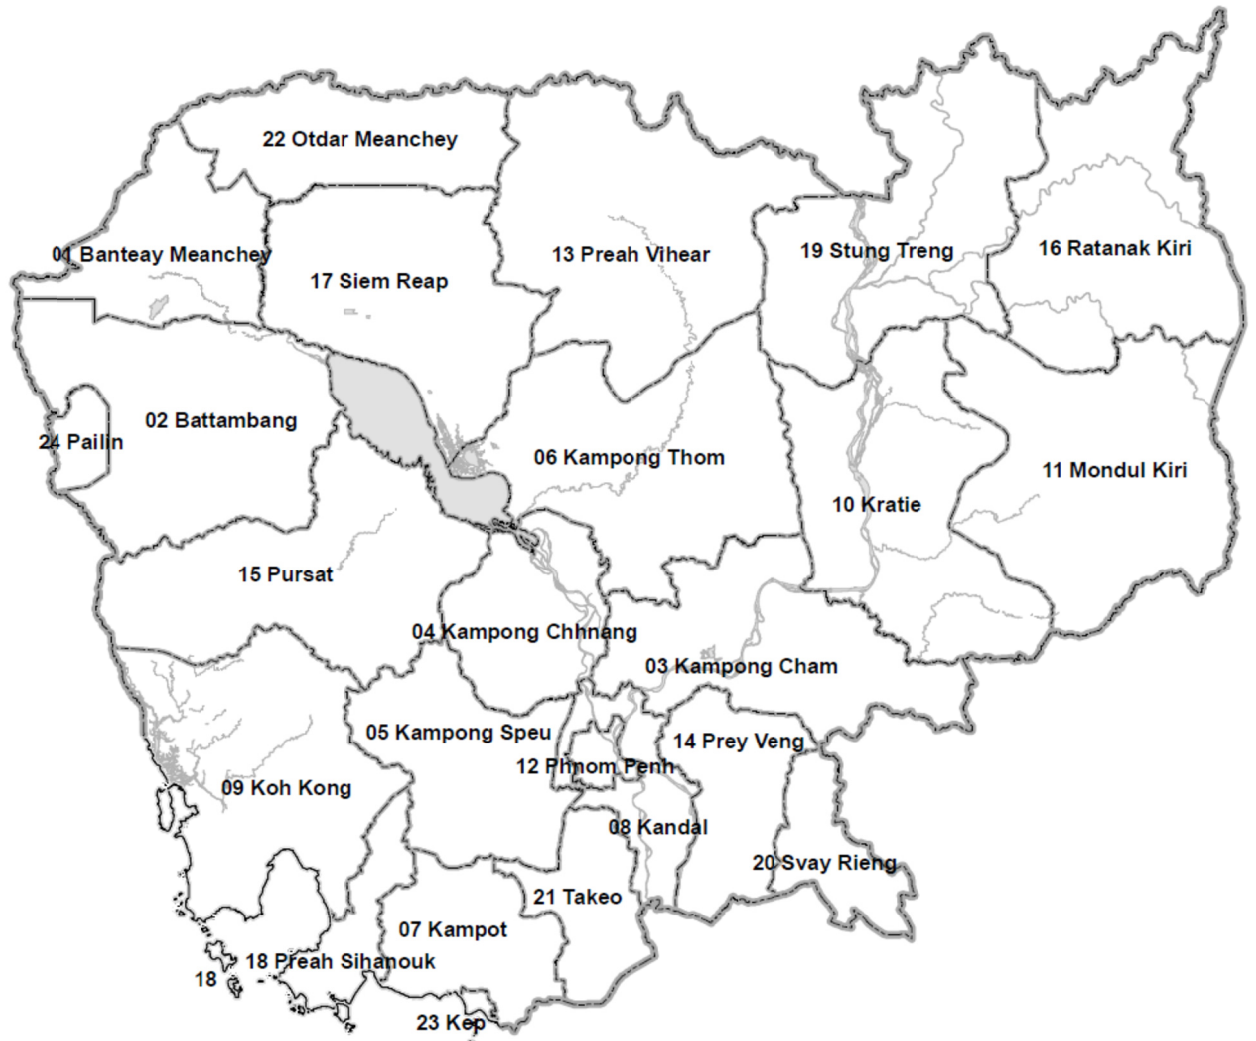 22 Otdar Meanchey
01 Banteay Meanchey
17 Siem Reap
13 Preah Vihear
19 Stung Treng
16 Ratanak Kiri
02 Battambang
24 Pailin
06 Kampong Thom
10 Kratie
11 Mondul Kiri
15 Pursat
04 Kampong Chhnang
03 Kampong Cham
05 Kampong Speu
14 Prey Veng
12 Phnom Penh
09 Koh Kong
08 Kandal
20 Svay Rieng
21 Takeo
07 Kampot
18 Preah Sihanouk
18
23 Kep